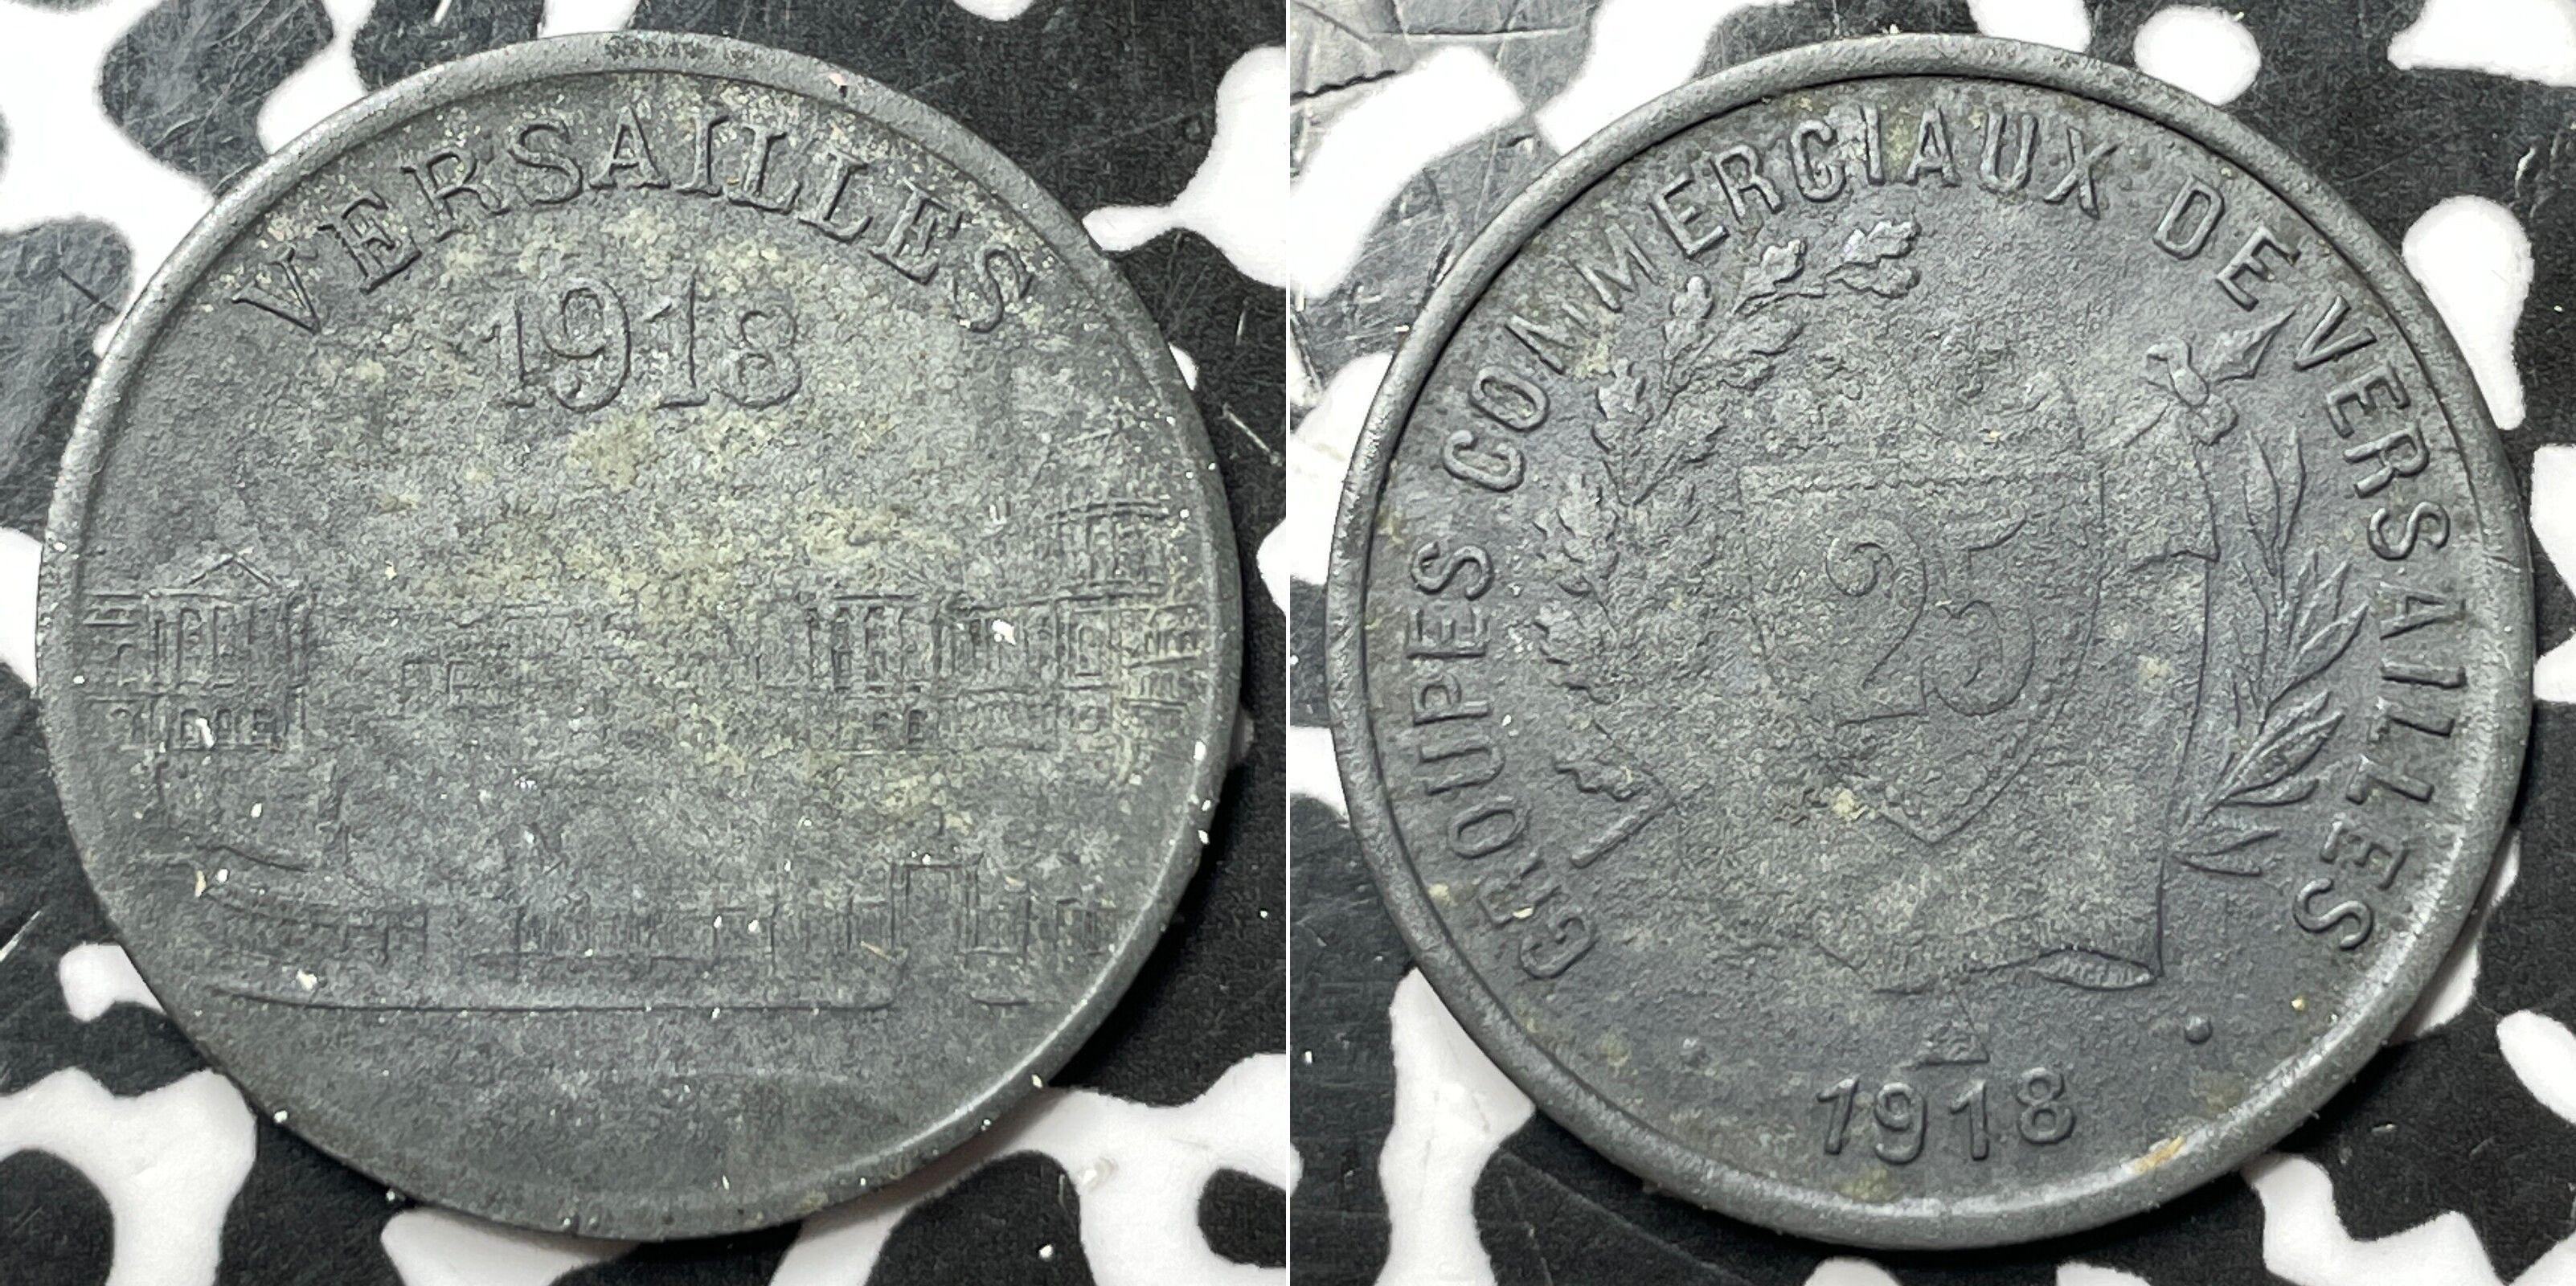 VERSAILLES
1918
GROUPES COMMERCIAUX DE VERSAILLES
25
1918